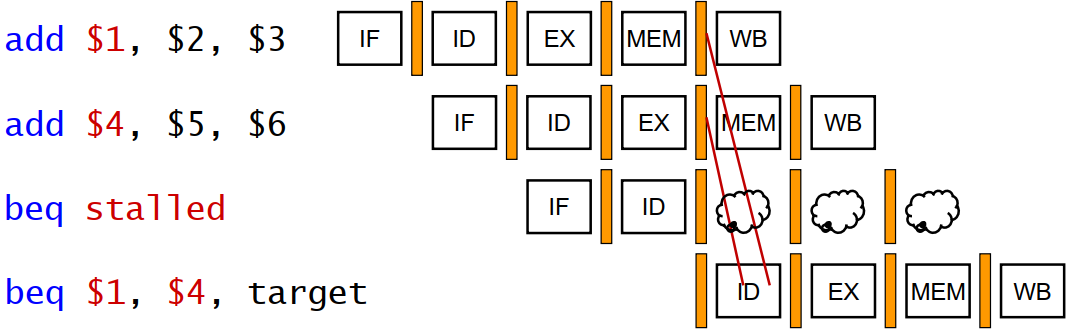 add $1, $2, $3 IF ID EX MEM WB
add $4, $5, $6 IF ID EX MEM WB
beq stalled IF ID
beq $1, $4, target ID EX MEM WB